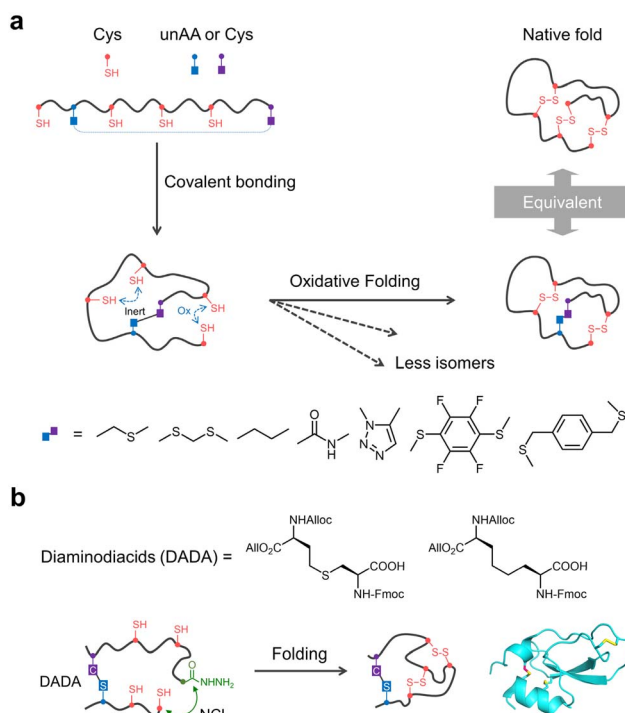 a
Cys
unAA or Cys
Native fold
SH
SH
SH
SH
SH
S-S
S-S
S-S
Covalent bonding
Equivalent
SH
SH
SH
SH
Inert
Ox
Oxidative Folding
Less isomers
S-S
S-S
=
S
S
S
O
N
H
N
N
N
F
F
F
F
S
S
S
S
b
Diaminodiacids (DADA) =
NHAlloc
AllO2C
S
COOH
NH-Fmoc
NHAlloc
AllO2C
COOH
NH-Fmoc
SH
SH
DADA
C
S
O
NHNH2
SH
SH
Folding
C
S
S-S
S-S